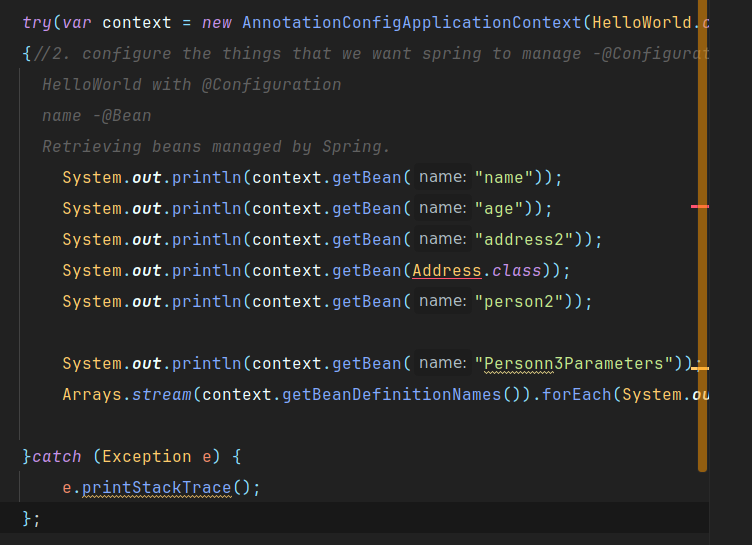 try(var context = new AnnotationConfigApplicationContext(HelloWorld.c
{//2. configure the things that we want spring to manage -@Configurat
HelloWorld with @Configuration
name -@Bean
Retrieving beans managed by Spring.
System.out.println(context.getBean( name: "name"));
System.out.println(context.getBean( name: "age"));
System.out.println(context.getBean( name: "address2"));
System.out.println(context.getBean(Address.class));
System.out.println(context.getBean( name: "person2"));
System.out.println(context.getBean( name: "Personn3Parameters"));
Arrays.stream(context.getBeanDefinitionNames()).forEach(System.ou
}catch (Exception e) {
e.printStackTrace();
};